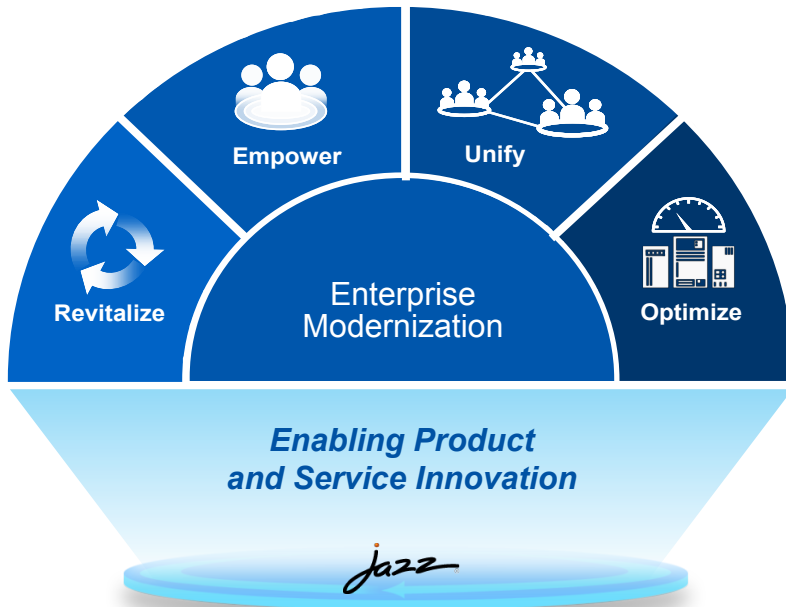 Empower
Unify
Revitalize
Optimize
Enterprise
Modernization
Enabling Product
and Service Innovation
jazz